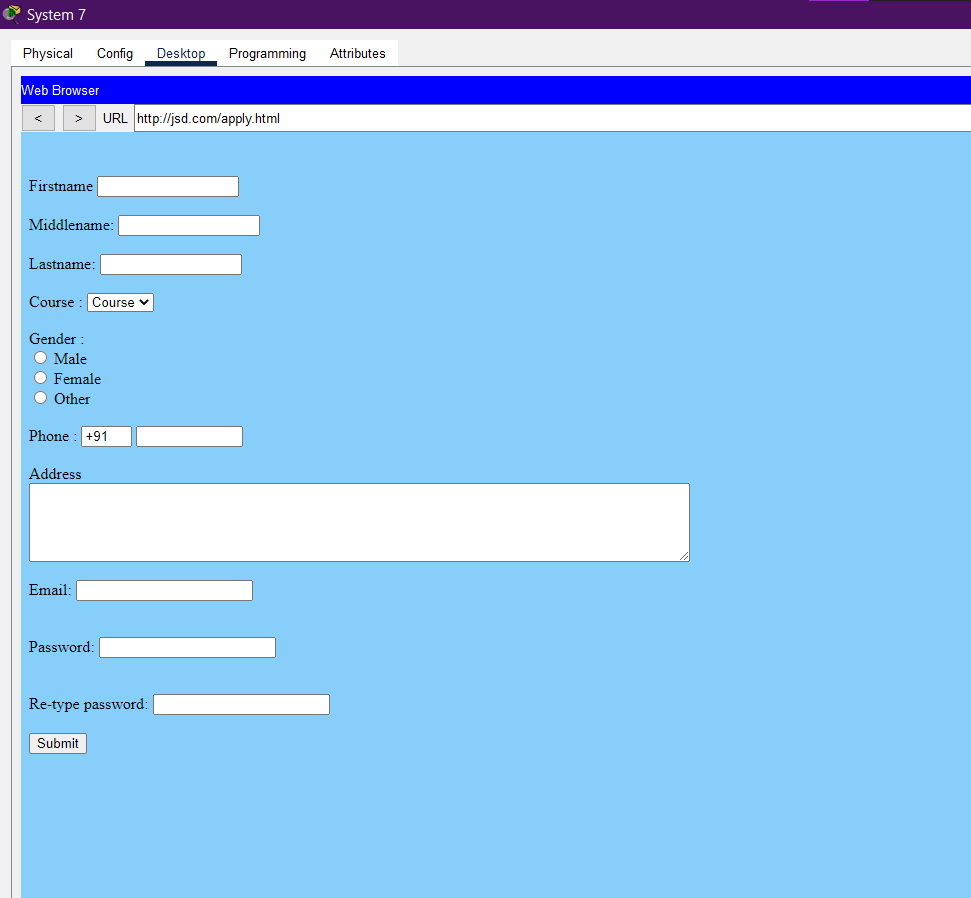 System 7
Physical Config Desktop Programming Attributes
Web Browser
< > URL http://jsd.com/apply.html
Firstname
Middlename:
Lastname:
Course : Course
Gender :
Male
Female
Other
Phone : +91
Address
Email:
Password:
Re-type password:
Submit